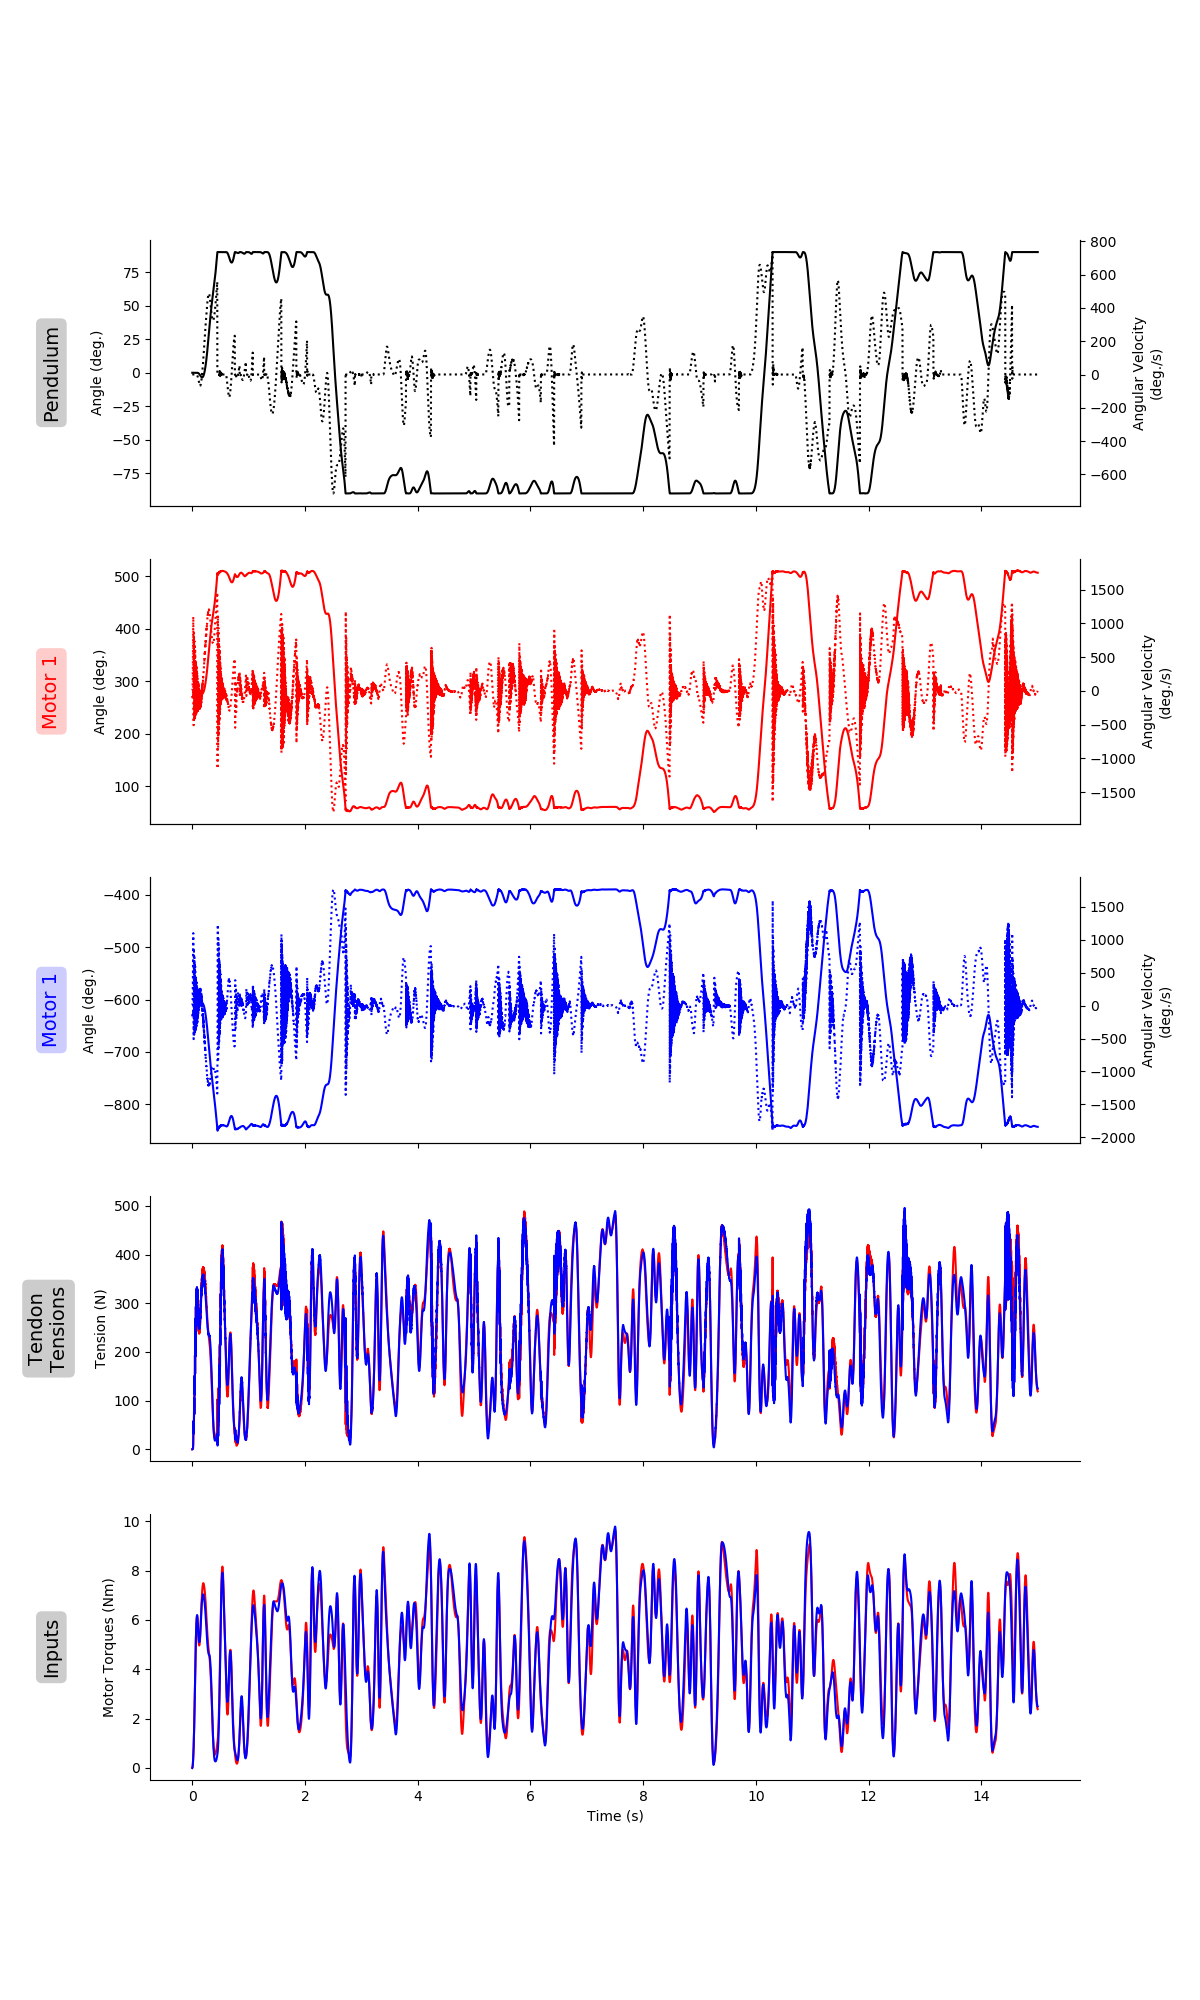 Pendulum
Angle (deg.)
75
50
25
0
−25
−50
−75
800
600
400
200
0
−200
−400
−600
Angular Velocity
(deg./s)
Motor 1
Angle (deg.)
500
400
300
200
100
1500
1000
500
0
−500
−1000
−1500
Angular Velocity
(deg./s)
Motor 1
Angle (deg.)
−400
−500
−600
−700
−800
1500
1000
500
0
−500
−1000
−1500
−2000
Angular Velocity
(deg./s)
Tendon
Tensions
Tension (N)
500
400
300
200
100
0
Inputs
Motor Torques (Nm)
10
8
6
4
2
0
0 2 4 6 8 10 12 14
Time (s)